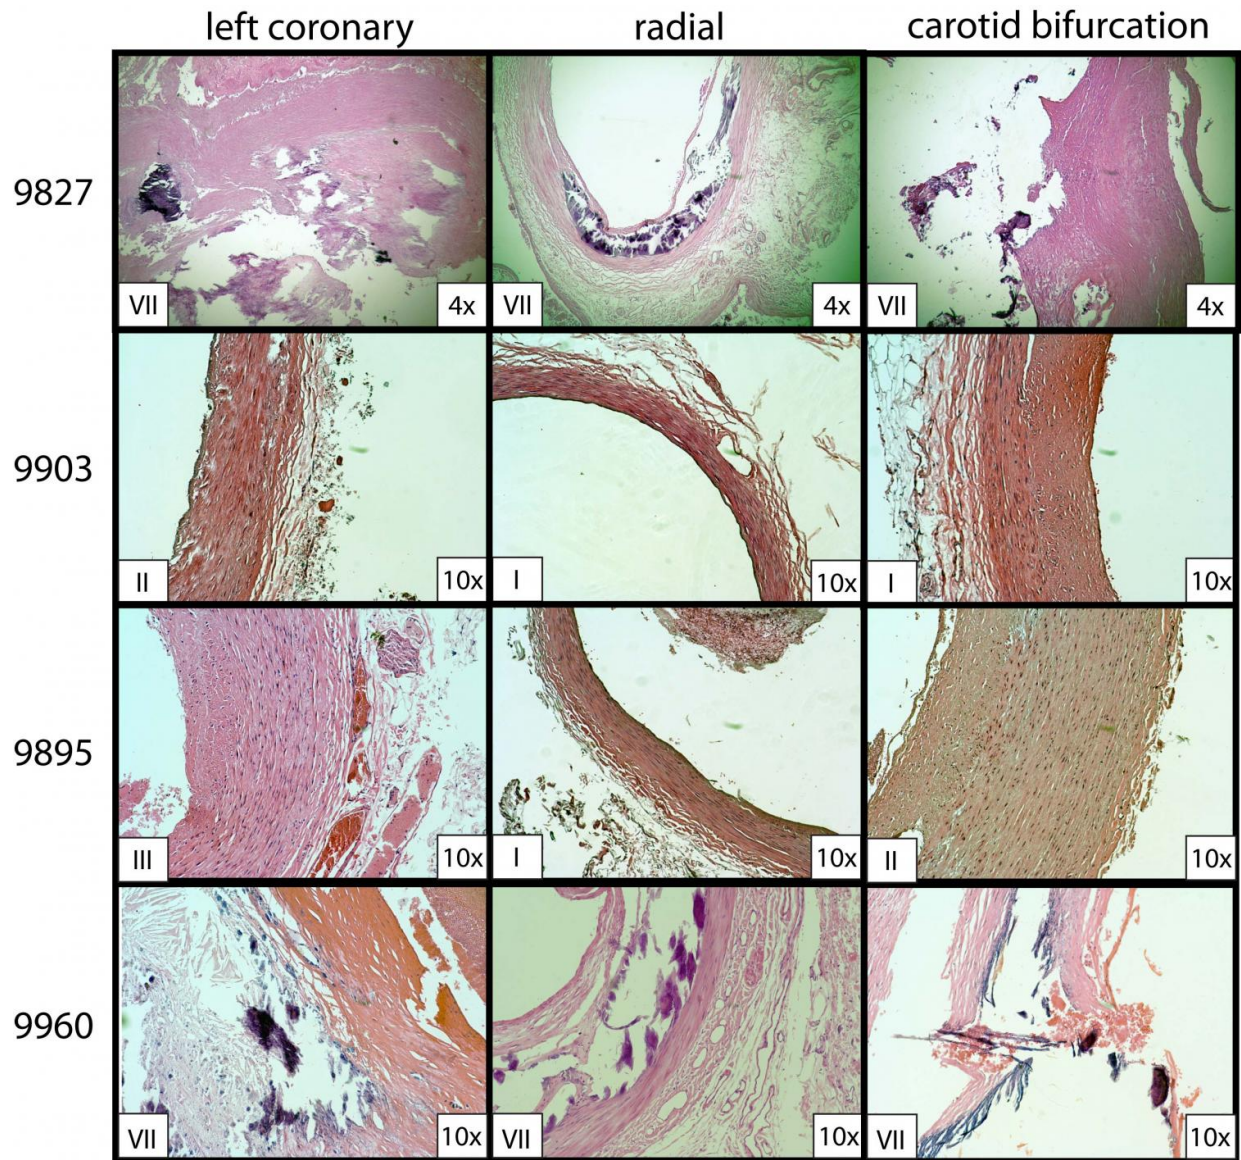 left coronary radial carotid bifurcation
9827
VII 4x VII 4x VII 4x
9903
II 10x I 10x I 10x
9895
III 10x I 10x II 10x
9960
VII 10x VII 10x VII 10x